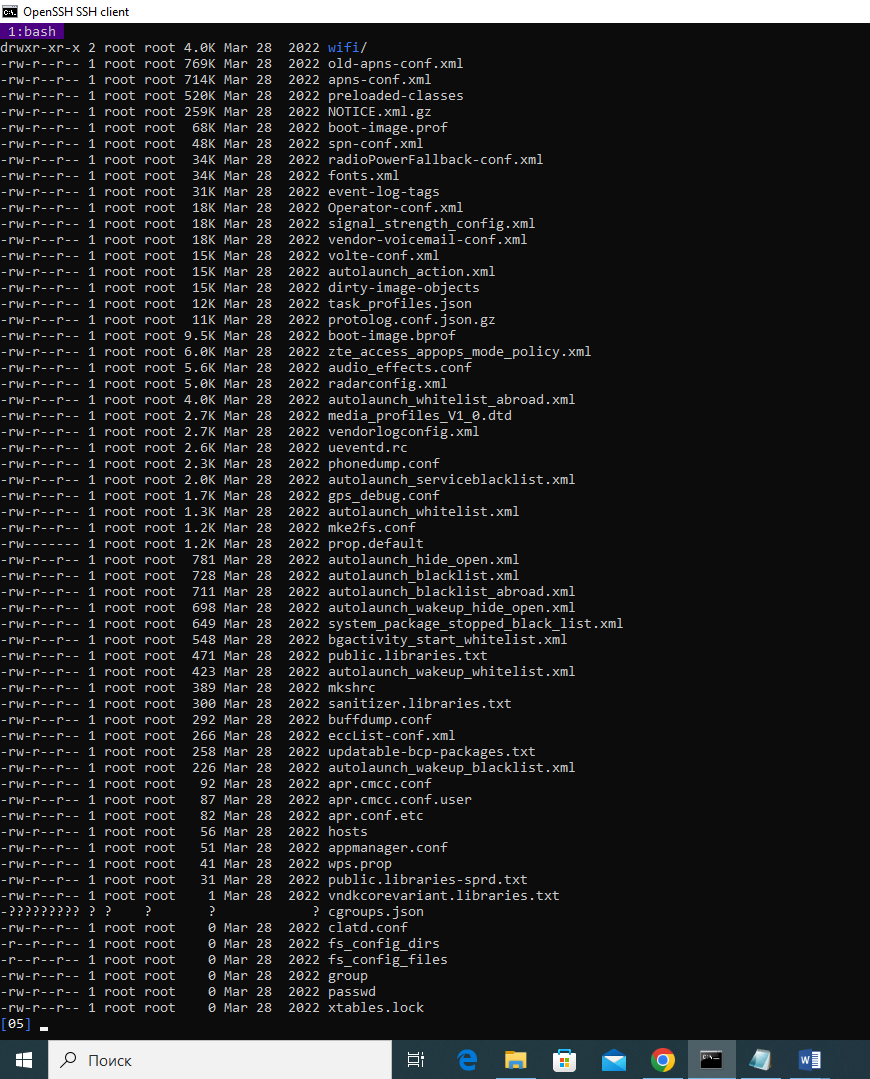 OpenSSH SSH client
1:bash
drwxr-xr-x 2 root root 4.0K Mar 28  2022 wifi/
-rw-r--r-- 1 root root 769K Mar 28  2022 old-apns-conf.xml
-rw-r--r-- 1 root root 714K Mar 28  2022 apns-conf.xml
-rw-r--r-- 1 root root 520K Mar 28  2022 preloaded-classes
-rw-r--r-- 1 root root 259K Mar 28  2022 NOTICE.xml.gz
-rw-r--r-- 1 root root  68K Mar 28  2022 boot-image.prof
-rw-r--r-- 1 root root  48K Mar 28  2022 spn-conf.xml
-rw-r--r-- 1 root root  34K Mar 28  2022 radioPowerFallback-conf.xml
-rw-r--r-- 1 root root  34K Mar 28  2022 fonts.xml
-rw-r--r-- 1 root root  31K Mar 28  2022 event-log-tags
-rw-r--r-- 1 root root  18K Mar 28  2022 Operator-conf.xml
-rw-r--r-- 1 root root  18K Mar 28  2022 signal_strength_config.xml
-rw-r--r-- 1 root root  18K Mar 28  2022 vendor-voicemail-conf.xml
-rw-r--r-- 1 root root  15K Mar 28  2022 volte-conf.xml
-rw-r--r-- 1 root root  15K Mar 28  2022 autolaunch_action.xml
-rw-r--r-- 1 root root  15K Mar 28  2022 dirty-image-objects
-rw-r--r-- 1 root root  12K Mar 28  2022 task_profiles.json
-rw-r--r-- 1 root root  11K Mar 28  2022 protolog.conf.json.gz
-rw-r--r-- 1 root root 9.5K Mar 28  2022 boot-image.bprof
-rw-r--r-- 1 root root 6.0K Mar 28  2022 zte_access_appops_mode_policy.xml
-rw-r--r-- 1 root root 5.6K Mar 28  2022 audio_effects.conf
-rw-r--r-- 1 root root 5.0K Mar 28  2022 radarconfig.xml
-rw-r--r-- 1 root root 4.0K Mar 28  2022 autolaunch_whitelist_abroad.xml
-rw-r--r-- 1 root root 2.7K Mar 28  2022 media_profiles_V1_0.dtd
-rw-r--r-- 1 root root 2.7K Mar 28  2022 vendorlogconfig.xml
-rw-r--r-- 1 root root 2.6K Mar 28  2022 ueventd.rc
-rw-r--r-- 1 root root 2.3K Mar 28  2022 phonedump.conf
-rw-r--r-- 1 root root 2.0K Mar 28  2022 autolaunch_serviceblacklist.xml
-rw-r--r-- 1 root root 1.7K Mar 28  2022 gps_debug.conf
-rw-r--r-- 1 root root 1.3K Mar 28  2022 autolaunch_whitelist.xml
-rw-r--r-- 1 root root 1.2K Mar 28  2022 mke2fs.conf
-rw------- 1 root root 1.2K Mar 28  2022 prop.default
-rw-r--r-- 1 root root  781 Mar 28  2022 autolaunch_hide_open.xml
-rw-r--r-- 1 root root  728 Mar 28  2022 autolaunch_blacklist.xml
-rw-r--r-- 1 root root  711 Mar 28  2022 autolaunch_blacklist_abroad.xml
-rw-r--r-- 1 root root  698 Mar 28  2022 autolaunch_wakeup_hide_open.xml
-rw-r--r-- 1 root root  649 Mar 28  2022 system_package_stopped_black_list.xml
-rw-r--r-- 1 root root  548 Mar 28  2022 bgactivity_start_whitelist.xml
-rw-r--r-- 1 root root  471 Mar 28  2022 public.libraries.txt
-rw-r--r-- 1 root root  423 Mar 28  2022 autolaunch_wakeup_whitelist.xml
-rw-r--r-- 1 root root  389 Mar 28  2022 mkshrc
-rw-r--r-- 1 root root  300 Mar 28  2022 sanitizer.libraries.txt
-rw-r--r-- 1 root root  292 Mar 28  2022 buffdump.conf
-rw-r--r-- 1 root root  266 Mar 28  2022 eccList-conf.xml
-rw-r--r-- 1 root root  258 Mar 28  2022 updatable-bcp-packages.txt
-rw-r--r-- 1 root root  226 Mar 28  2022 autolaunch_wakeup_blacklist.xml
-rw-r--r-- 1 root root   92 Mar 28  2022 apr.cmcc.conf
-rw-r--r-- 1 root root   87 Mar 28  2022 apr.cmcc.conf.user
-rw-r--r-- 1 root root   82 Mar 28  2022 apr.conf.etc
-rw-r--r-- 1 root root   56 Mar 28  2022 hosts
-rw-r--r-- 1 root root   51 Mar 28  2022 appmanager.conf
-rw-r--r-- 1 root root   41 Mar 28  2022 wps.prop
-rw-r--r-- 1 root root   31 Mar 28  2022 public.libraries-sprd.txt
-rw-r--r-- 1 root root    1 Mar 28  2022 vndkcorevariant.libraries.txt
-????????? ? ?    ?       ?            ? cgroups.json
-rw-r--r-- 1 root root    0 Mar 28  2022 clatd.conf
-r--r--r-- 1 root root    0 Mar 28  2022 fs_config_dirs
-r--r--r-- 1 root root    0 Mar 28  2022 fs_config_files
-rw-r--r-- 1 root root    0 Mar 28  2022 group
-rw-r--r-- 1 root root    0 Mar 28  2022 passwd
-rw-r--r-- 1 root root    0 Mar 28  2022 xtables.lock
[05]
Поиск